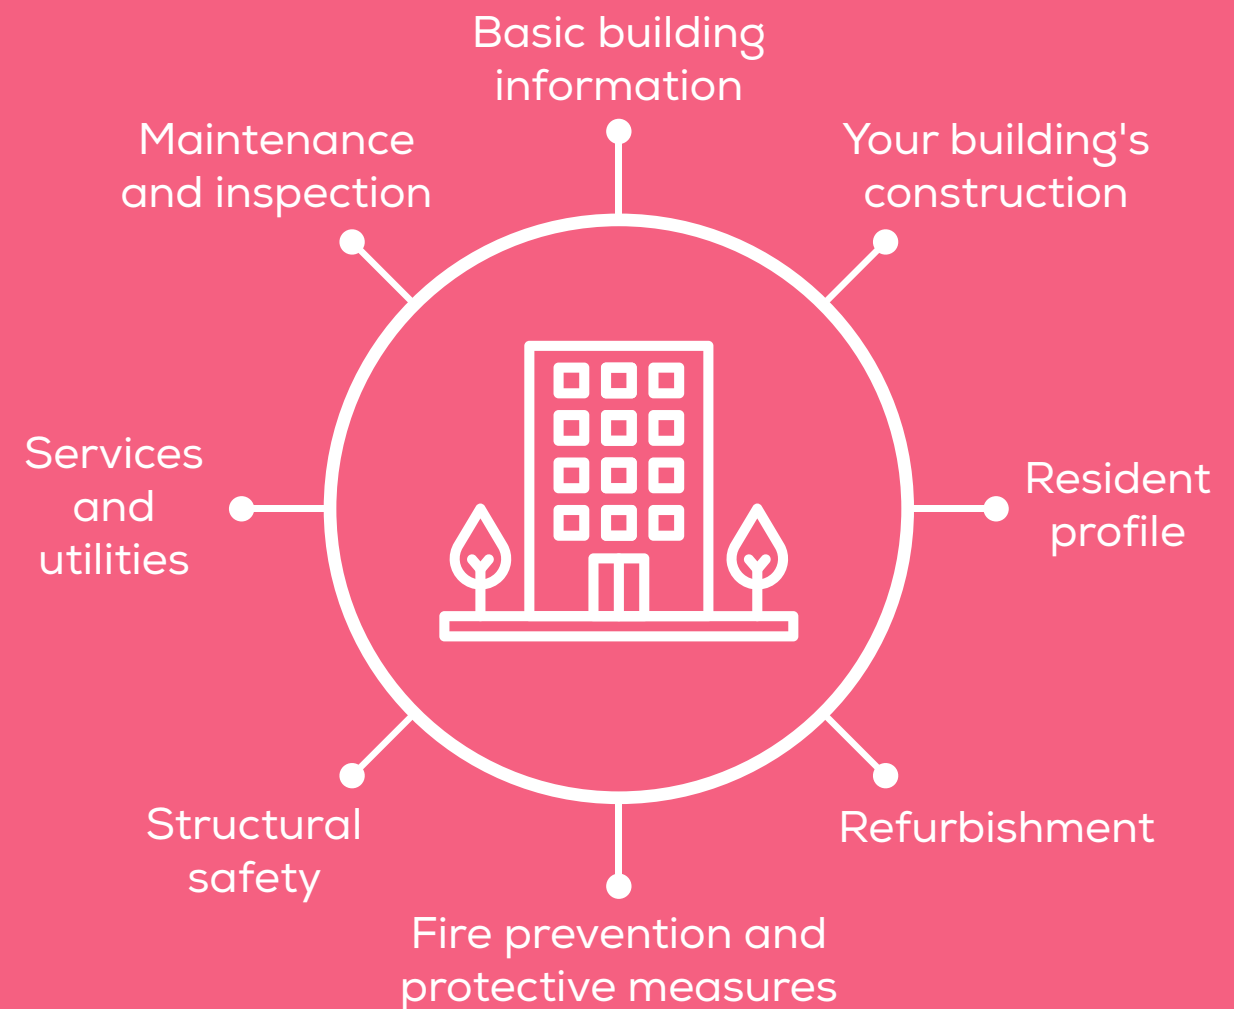 Basic building
information
Your building's
construction
Resident
profile
Refurbishment
Fire prevention and
protective measures
Structural
safety
Services
and
utilities
Maintenance
and inspection